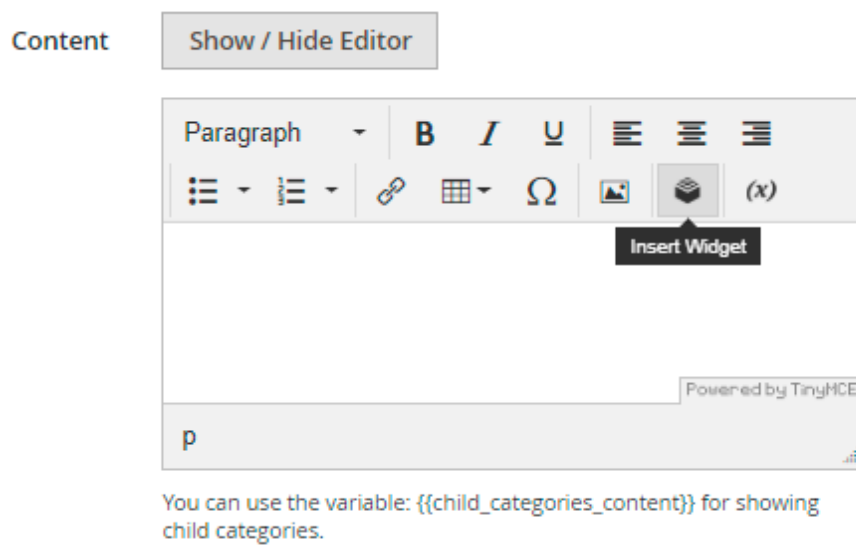 Content
Show / Hide Editor
Paragraph B I U
Ω (x)
Insert Widget
Powered by TinyMCE
p
You can use the variable: {{child_categories_content}} for showing
child categories.